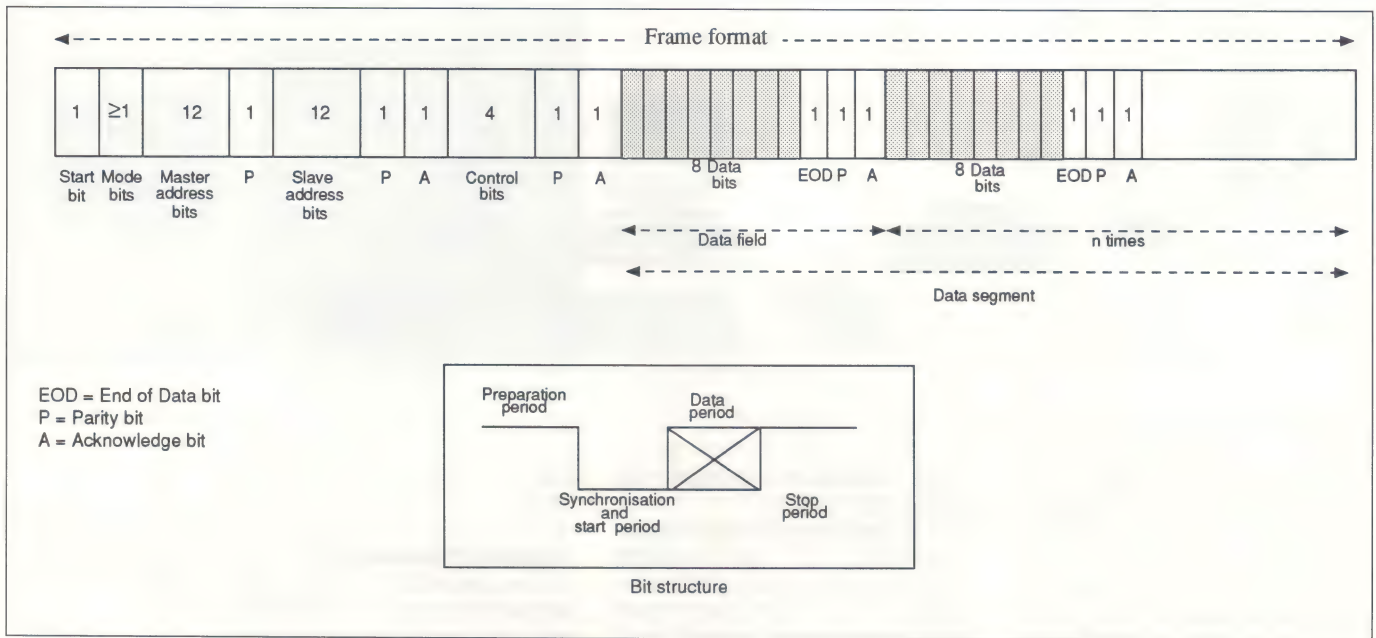 Frame format
1 ≥1 12 1 12 1 1 4 1 1 1 1 1 1 1 1
Start bit
Mode bits
Master address bits
P
Slave address bits
P
A
Control bits
P
A
8 Data bits
EOD P A
8 Data bits
EOD P A
Data field
n times
Data segment
EOD = End of Data bit
P = Parity bit
A = Acknowledge bit
Preparation period
Data period
Synchronisation and start period
Stop period
Bit structure